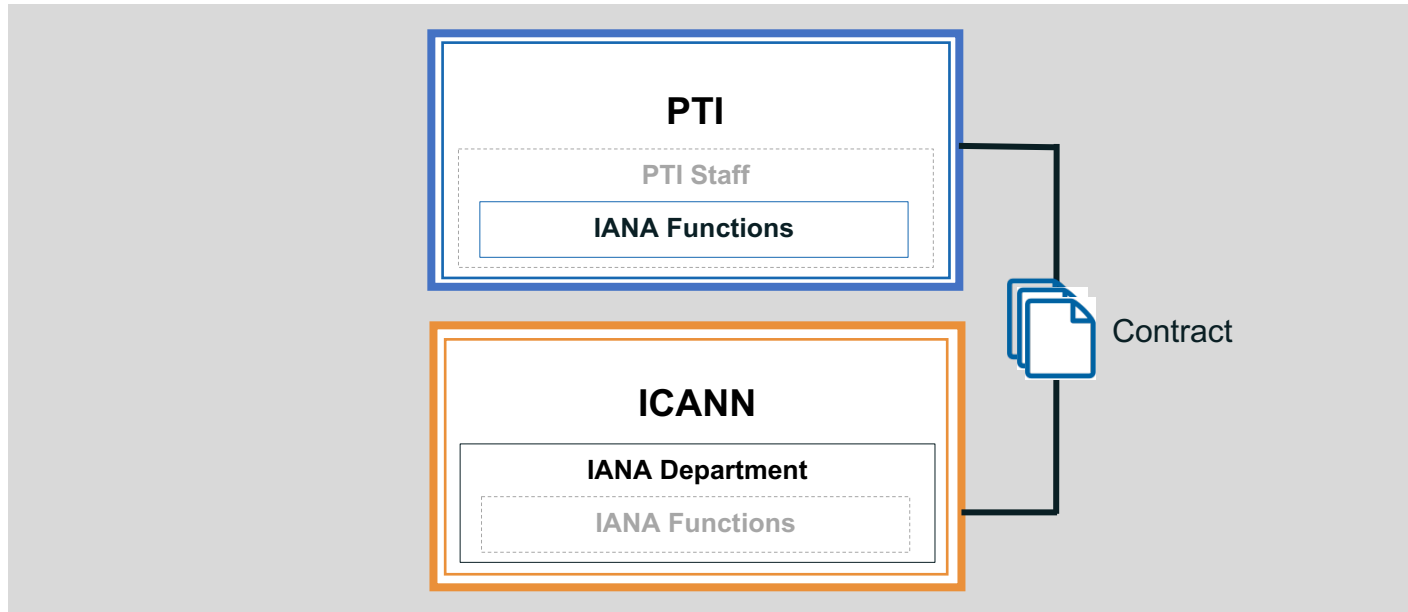 PTI
PTI Staff
IANA Functions
Contract
ICANN
IANA Department
IANA Functions